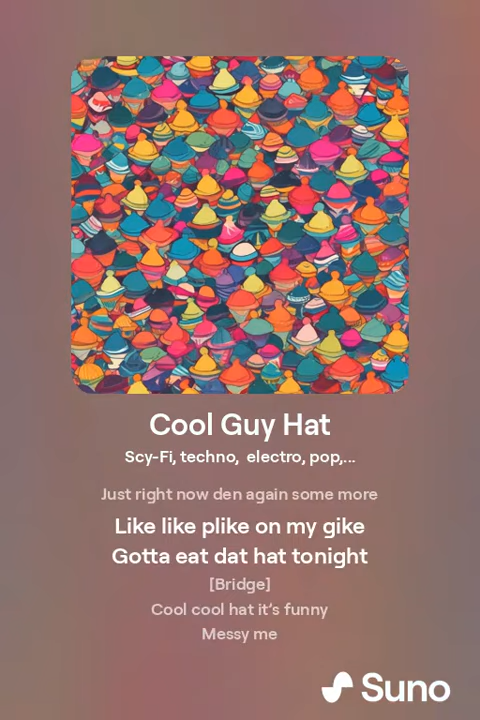 Cool Guy Hat
Scy-Fi, techno, electro, pop,...
Just right now den again some more
Like like plike on my gike
Gotta eat dat hat tonight
[Bridge]
Cool cool hat it's funny
Messy me
Suno